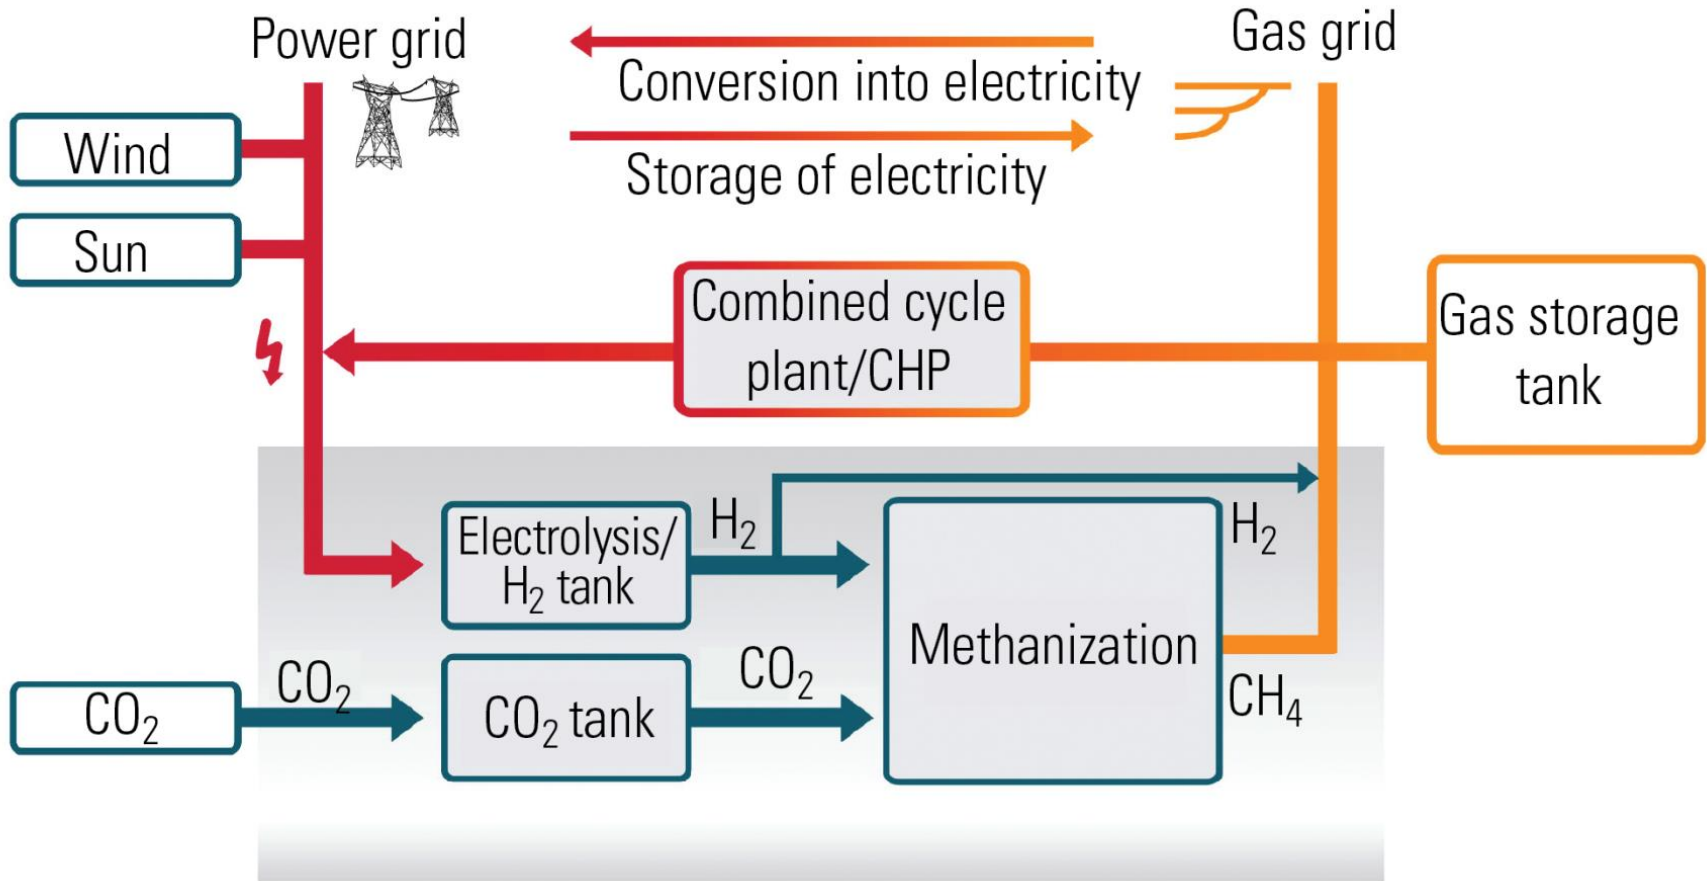 Power grid
Gas grid
Conversion into electricity
Storage of electricity
Wind
Sun
Combined cycle
plant/CHP
Gas storage
tank
Electrolysis/
H₂ tank
H₂
H₂
Methanization
CO₂
CO₂
CO₂ tank
CO₂
CH₄